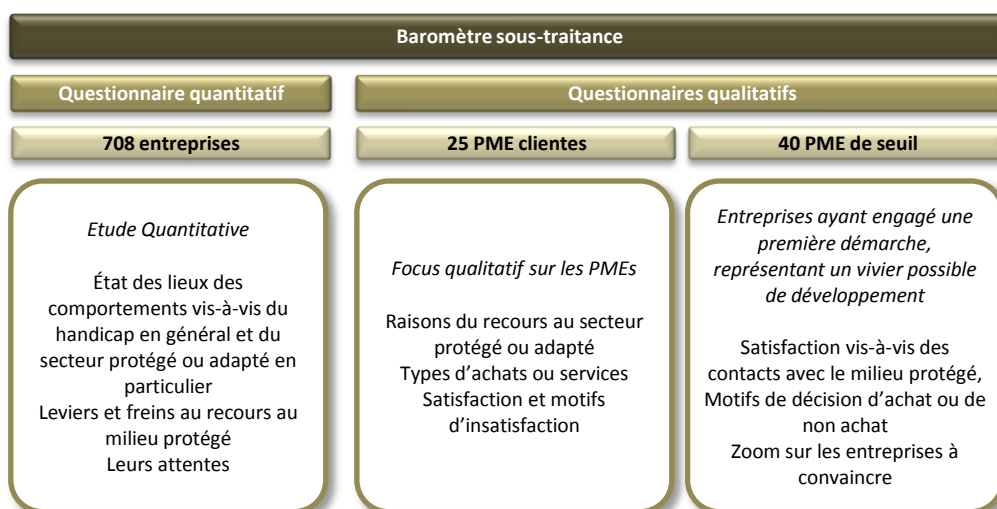 Baromètre sous-traitance
Questionnaire quantitatif
Questionnaires qualitatifs
708 entreprises
25 PME clientes
40 PME de seuil
Etude Quantitative
État des lieux des
comportements vis-à-vis du
handicap en général et du
secteur protégé ou adapté en
particulier
Leviers et freins au recours au
milieu protégé
Leurs attentes
Focus qualitatif sur les PMEs
Raisons du recours au secteur
protégé ou adapté
Types d’achats ou services
Satisfaction et motifs
d’insatisfaction
Entreprises ayant engagé une
première démarche,
représentant un vivier possible
de développement
Satisfaction vis-à-vis des
contacts avec le milieu protégé,
Motifs de décision d’achat ou de
non achat
Zoom sur les entreprises à
convaincre